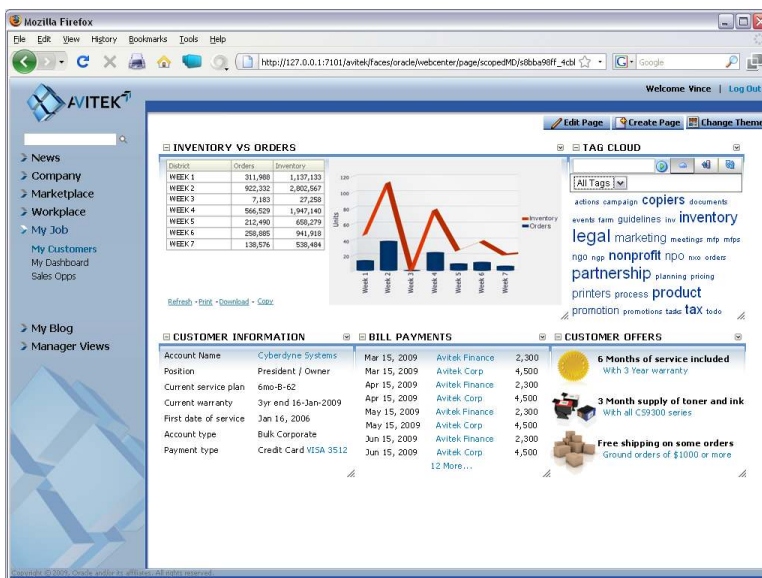 Mozilla Firefox
File Edit View History Bookmarks Tools Help
http://127.0.0.1:7101/avitek/faces/oracle/webcenter/page/scopedMD/s8bba98ff_4cbl
G Google
Welcome Vince | Log Out
AVITEK
Edit Page Create Page Change Theme
News
Company
Marketplace
Workplace
My Job
My Customers
My Dashboard
Sales Opps
My Blog
Manager Views
INVENTORY VS ORDERS
District Orders Inventory
WEEK 1 311,988 1,137,133
WEEK 2 922,332 2,802,567
WEEK 3 7,183 27,258
WEEK 4 566,529 1,947,140
WEEK 5 212,490 658,279
WEEK 6 258,885 941,918
WEEK 7 138,576 538,484
Refresh Print Download Copy
Units
120
100
80
60
40
20
0
Week 1 Week 2 Week 3 Week 4 Week 5 Week 6 Week 7
Inventory
Orders
TAG CLOUD
All Tags
actions campaign copiers documents
events farm guidelines inv inventory
legal marketing meetings mfp mfps
ngo ngp nonprofit npo nxo orders
partnership planning pricing
printers process product
promotion promotions tasks tax todo
CUSTOMER INFORMATION
Account Name Cyberdyne Systems
Position President / Owner
Current service plan 6mo-B-62
Current warranty 3yr end 16-Jan-2009
First date of service Jan 16, 2006
Account type Bulk Corporate
Payment type Credit Card VISA 3512
BILL PAYMENTS
Mar 15, 2009 Avitek Finance 2,300
Mar 15, 2009 Avitek Corp 4,500
Apr 15, 2009 Avitek Finance 2,300
Apr 15, 2009 Avitek Corp 4,500
May 15, 2009 Avitek Finance 2,300
May 15, 2009 Avitek Corp 4,500
Jun 15, 2009 Avitek Finance 2,300
Jun 15, 2009 Avitek Corp 4,500
12 More...
CUSTOMER OFFERS
6 Months of service included
With 3 Year warranty
3 Month supply of toner and ink
With all CS9300 series
Free shipping on some orders
Ground orders of $1000 or more
Copyright © 2009, Oracle and/or its affiliates. All rights reserved.